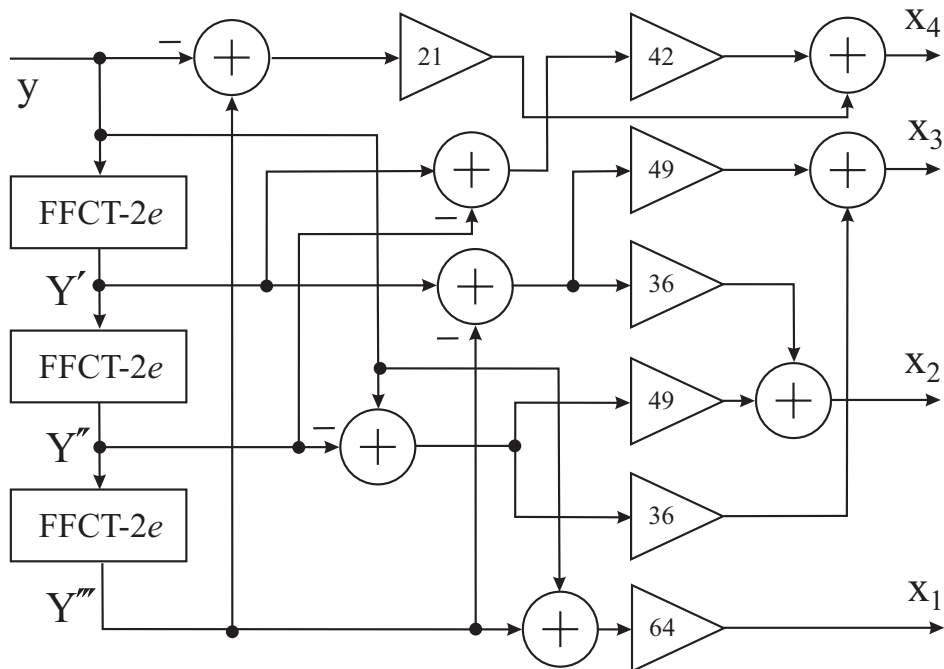 x4
− + 21 42 +
y
x3
FFCT-2e + 49 +
−
Y′ + 36
−
FFCT-2e
x2
49 +
Y″ − +
FFCT-2e 36
Y‴
x1
+ 64